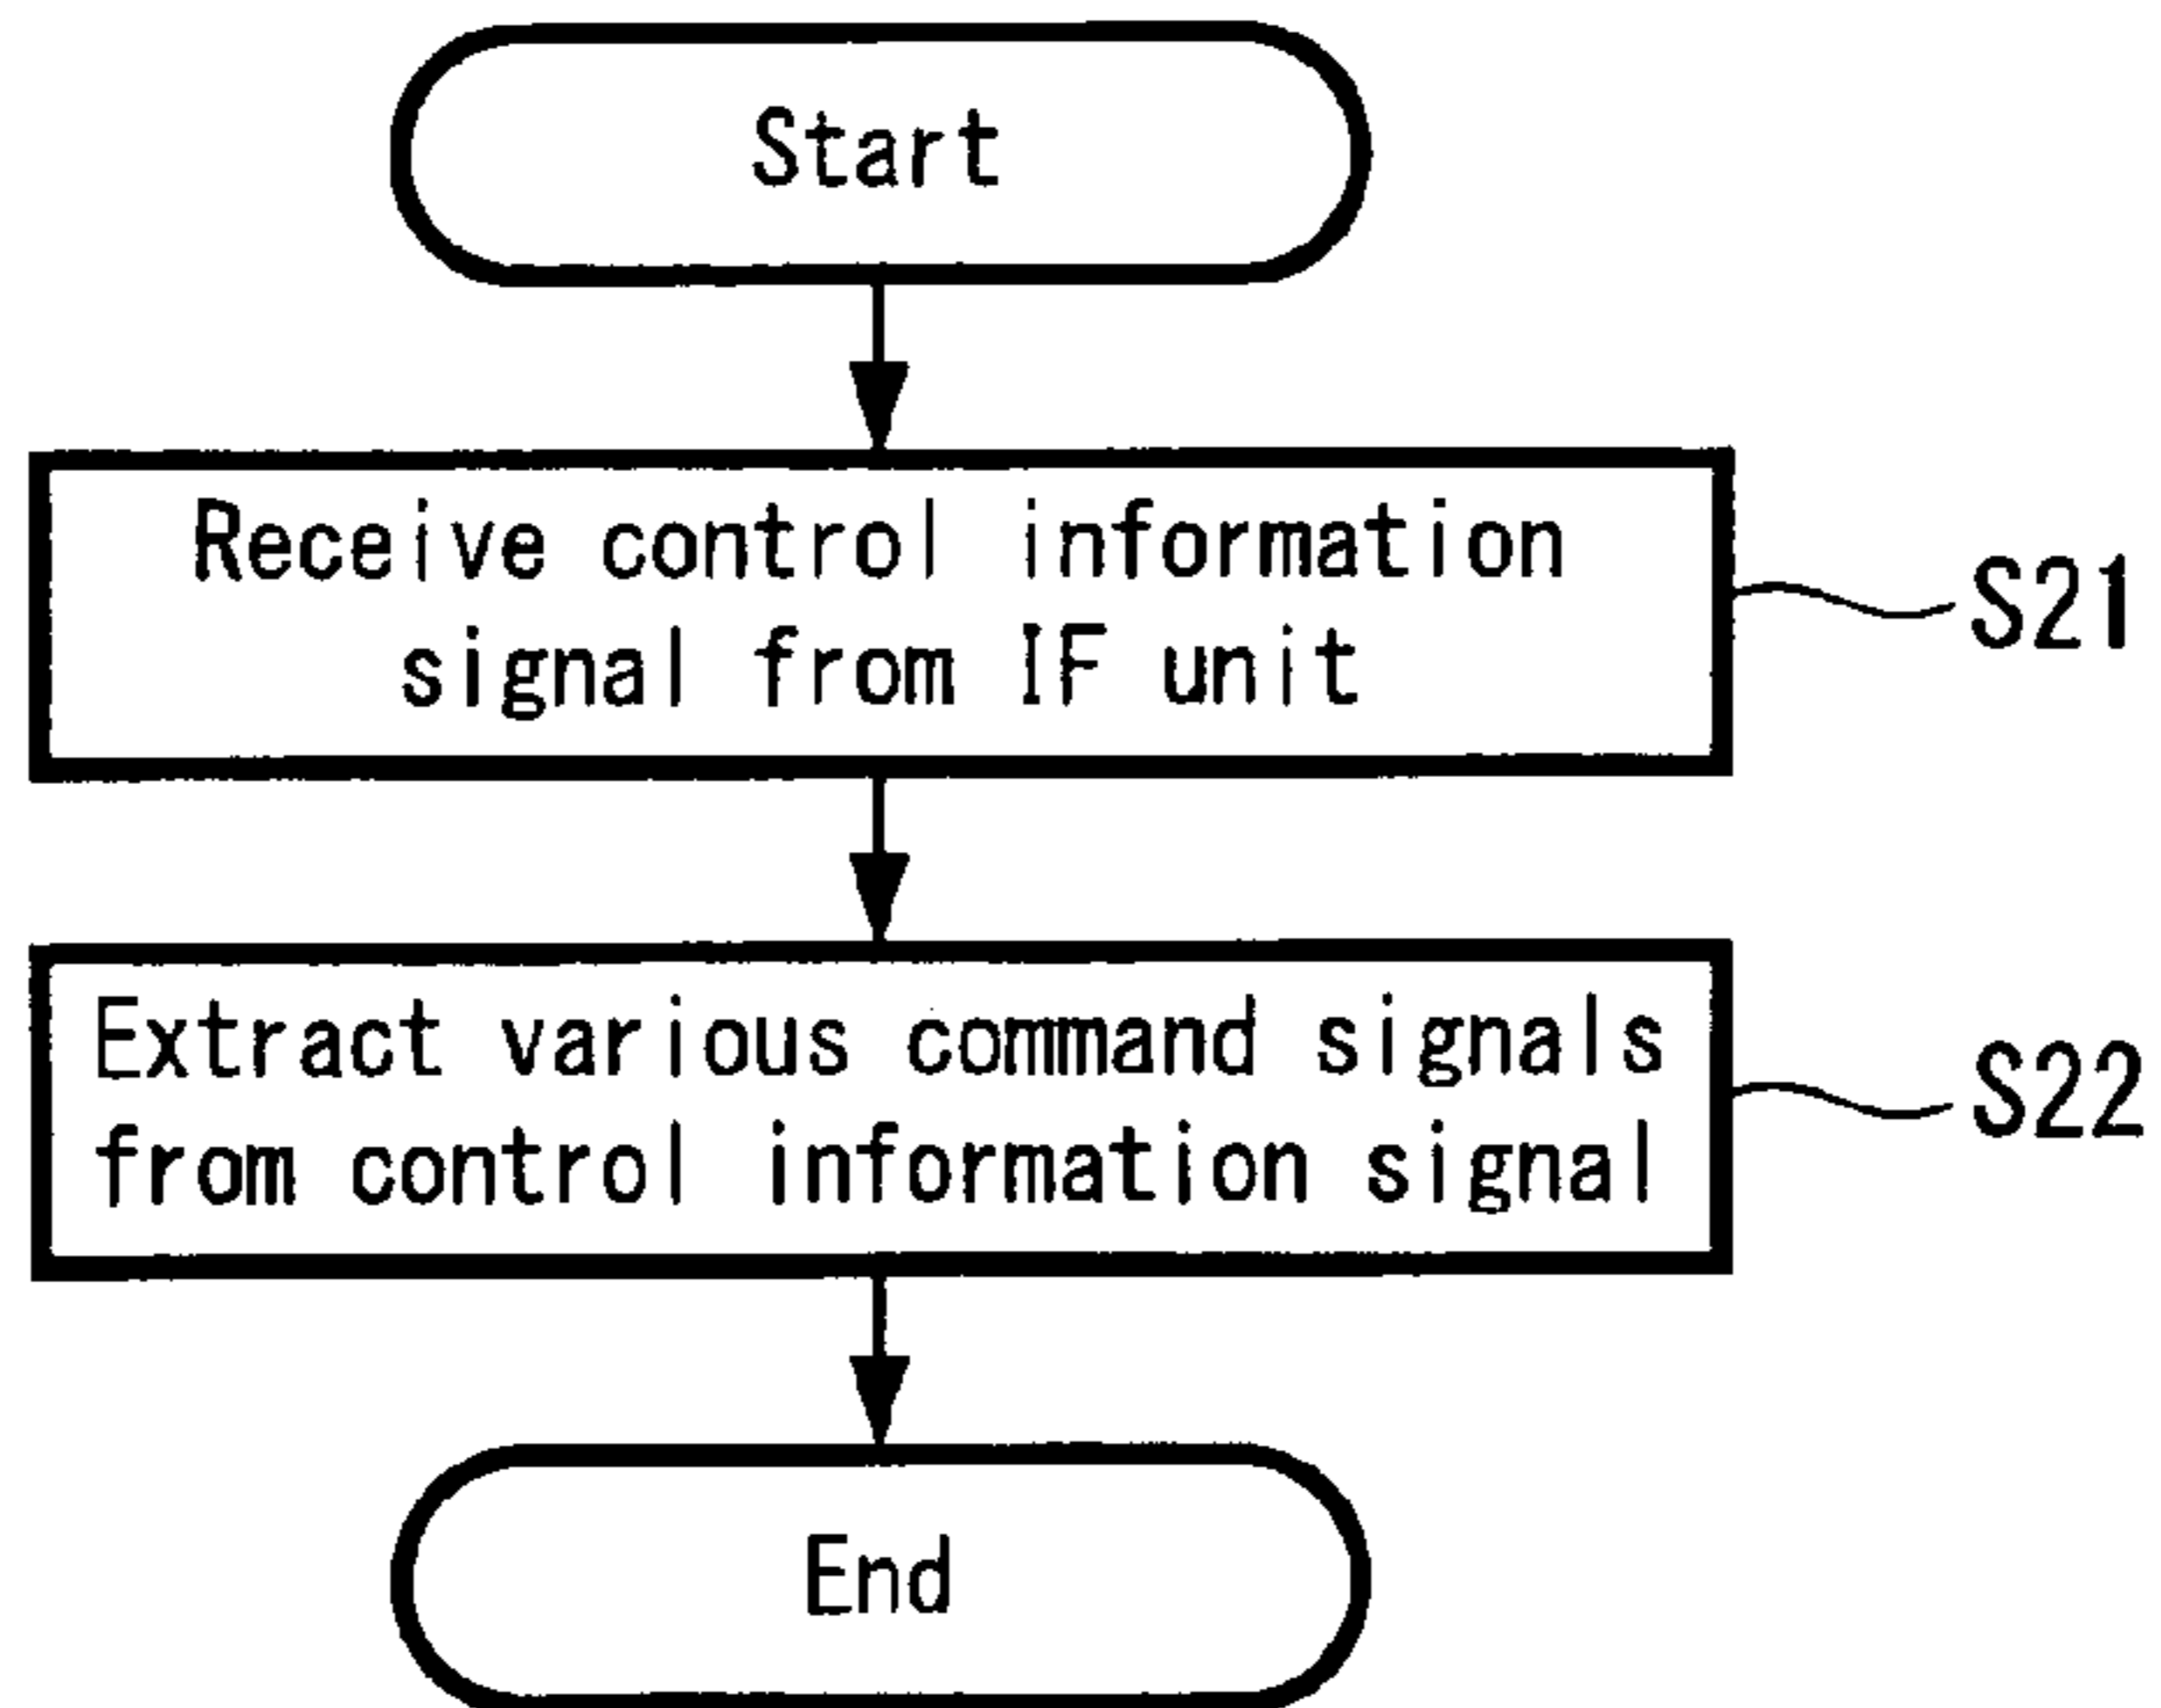 Start
Receive control information
signal from IF unit
S21
Extract various command signals
from control information signal
S22
End